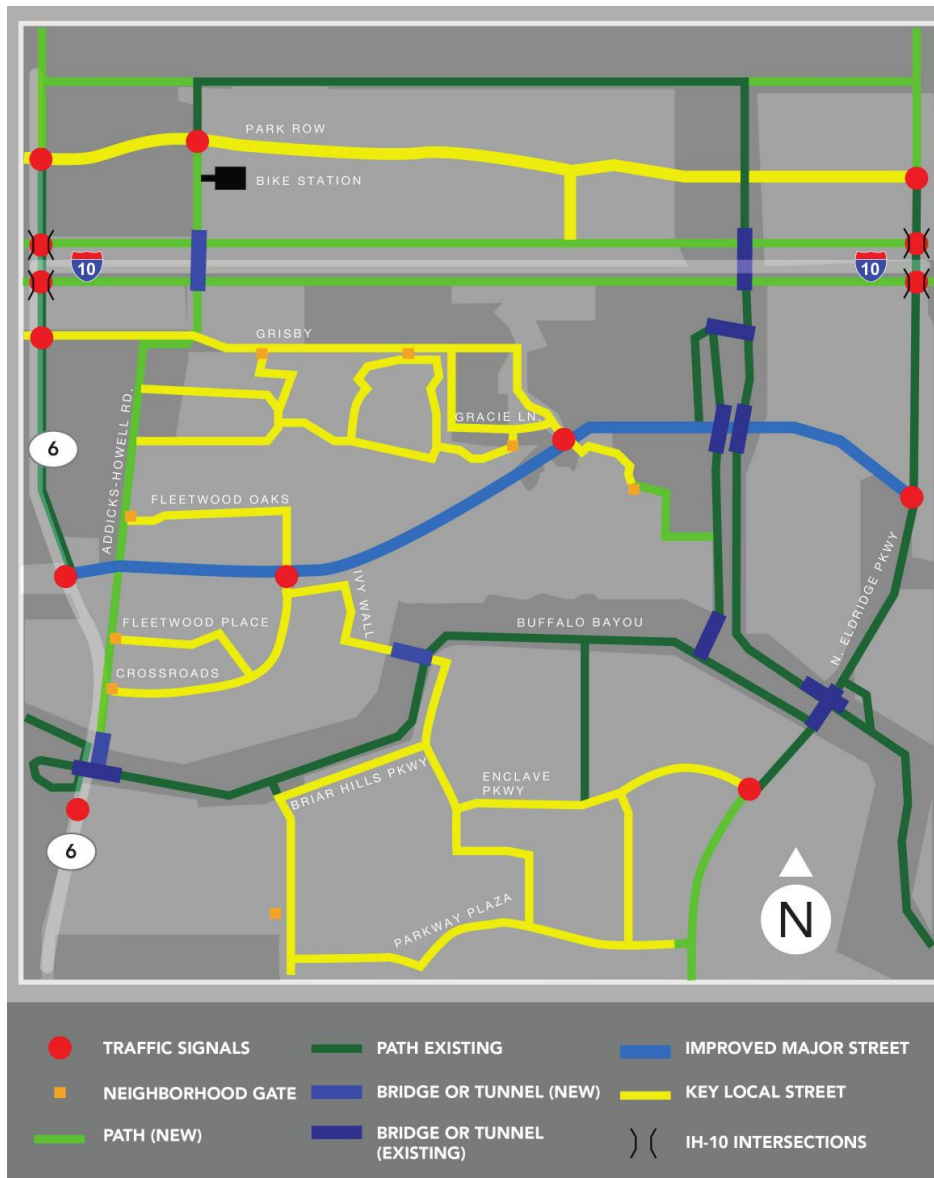 PARK ROW
BIKE STATION
10
10
GRISBY
GRACIE LN.
6
ADDICKS-HOWELL RD.
FLEETWOOD OAKS
IVY WALL
N. ELDRIDGE PKWY
FLEETWOOD PLACE
BUFFALO BAYOU
CROSSROADS
BRIAR HILLS PKWY
ENCLAVE
PKWY
6
PARKWAY PLAZA
N
TRAFFIC SIGNALS
PATH EXISTING
IMPROVED MAJOR STREET
NEIGHBORHOOD GATE
BRIDGE OR TUNNEL (NEW)
KEY LOCAL STREET
PATH (NEW)
BRIDGE OR TUNNEL
(EXISTING)
IH-10 INTERSECTIONS